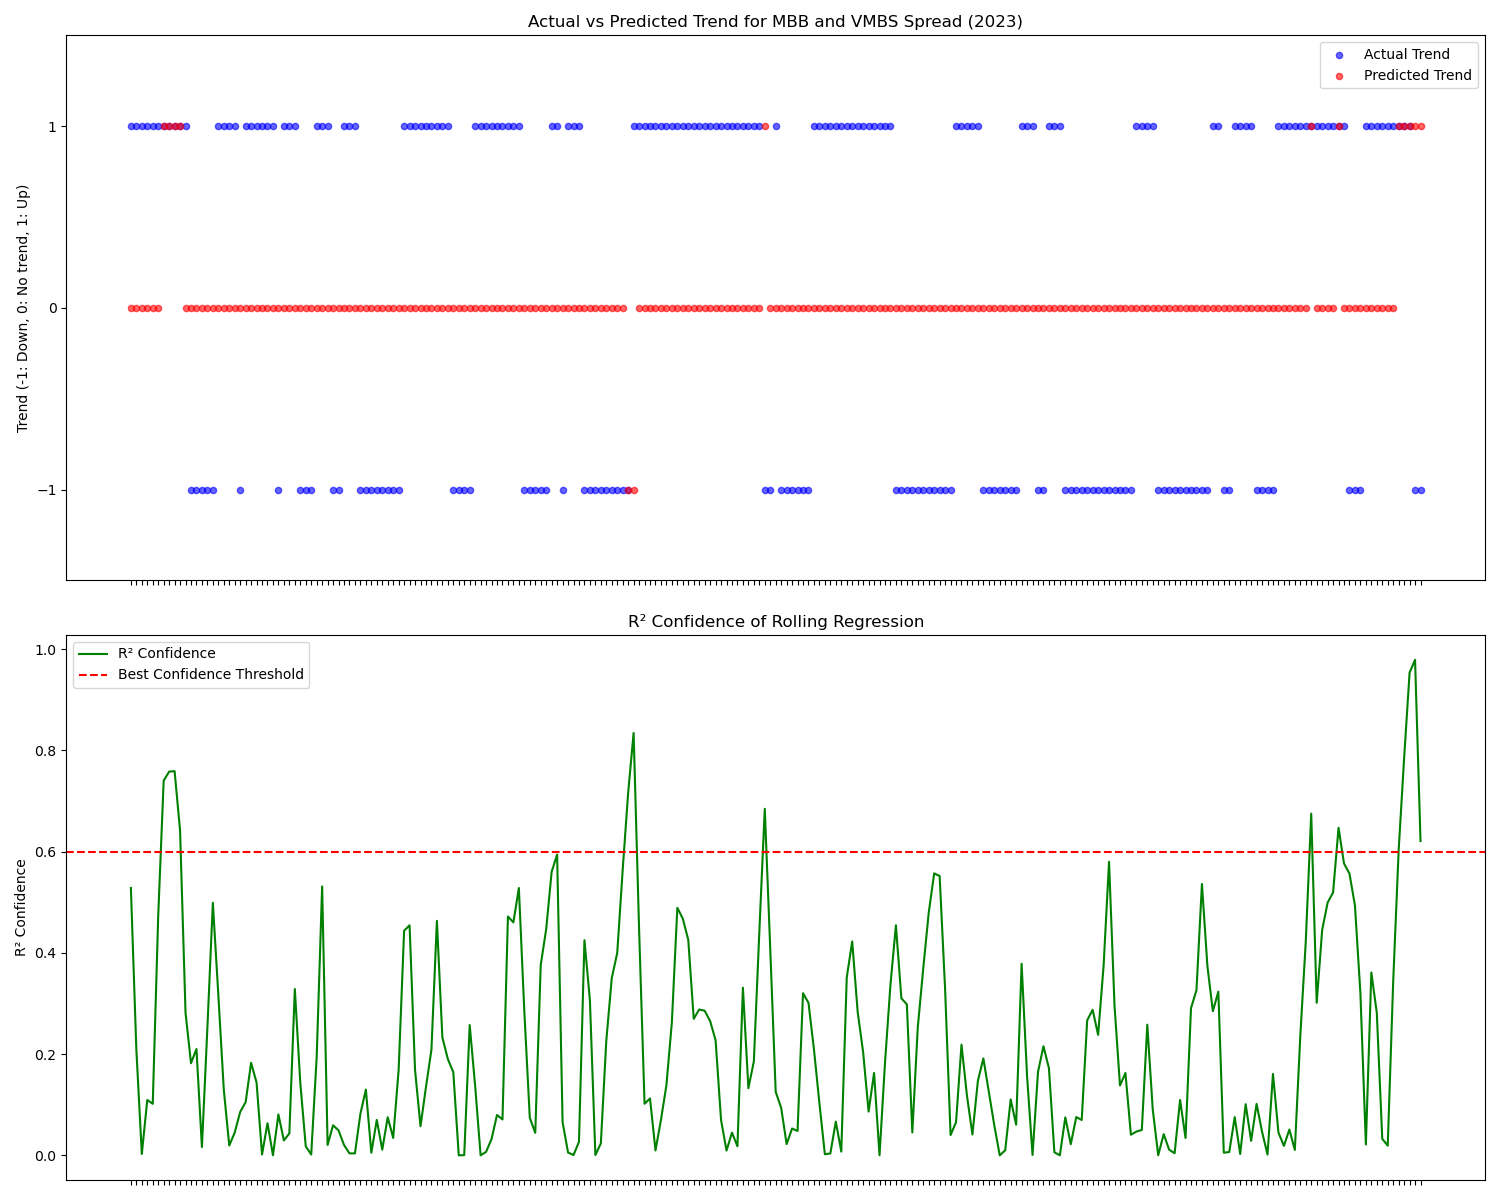 Actual vs Predicted Trend for MBB and VMBS Spread (2023)
Actual Trend
Predicted Trend
1
0
−1
Trend (-1: Down, 0: No trend, 1: Up)
R² Confidence of Rolling Regression
R² Confidence
Best Confidence Threshold
1.0
0.8
0.6
0.4
0.2
0.0
R² Confidence